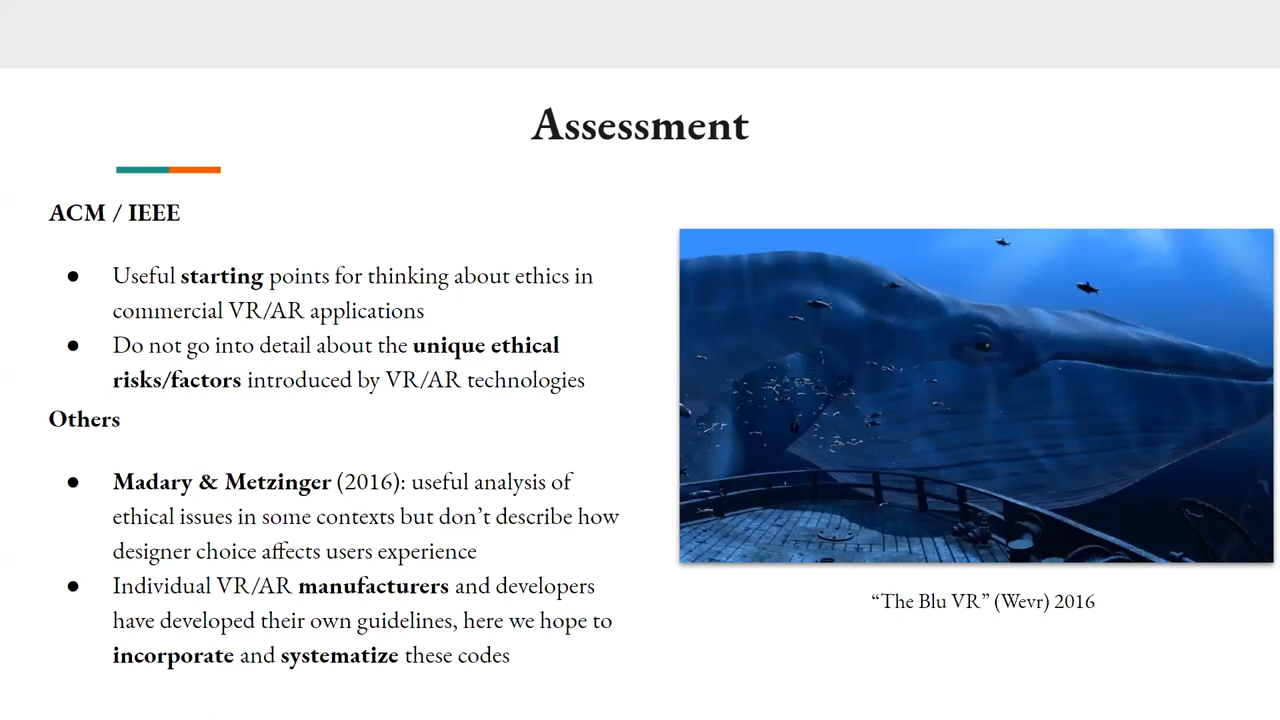 Assessment
ACM / IEEE
● Useful starting points for thinking about ethics in
commercial VR/AR applications
● Do not go into detail about the unique ethical
risks/factors introduced by VR/AR technologies
Others
● Madary & Metzinger (2016): useful analysis of
ethical issues in some contexts but don’t describe how
designer choice affects users experience
● Individual VR/AR manufacturers and developers
have developed their own guidelines, here we hope to
incorporate and systematize these codes
“The Blu VR” (Wevr) 2016